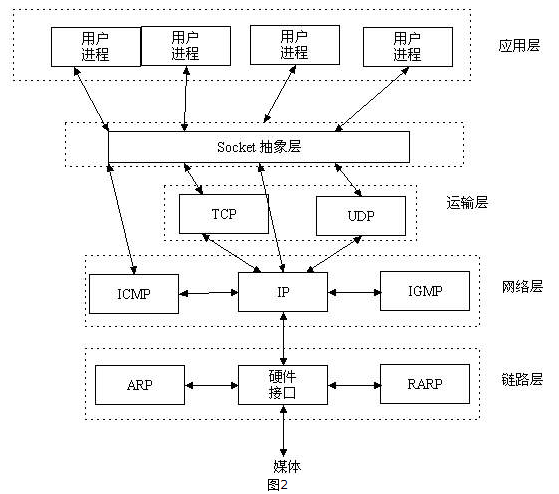 用户
进程
用户
进程
用户
进程
用户
进程
应用层
Socket 抽象层
TCP
UDP
运输层
ICMP
IP
IGMP
网络层
ARP
硬件
接口
RARP
链路层
媒体
图2